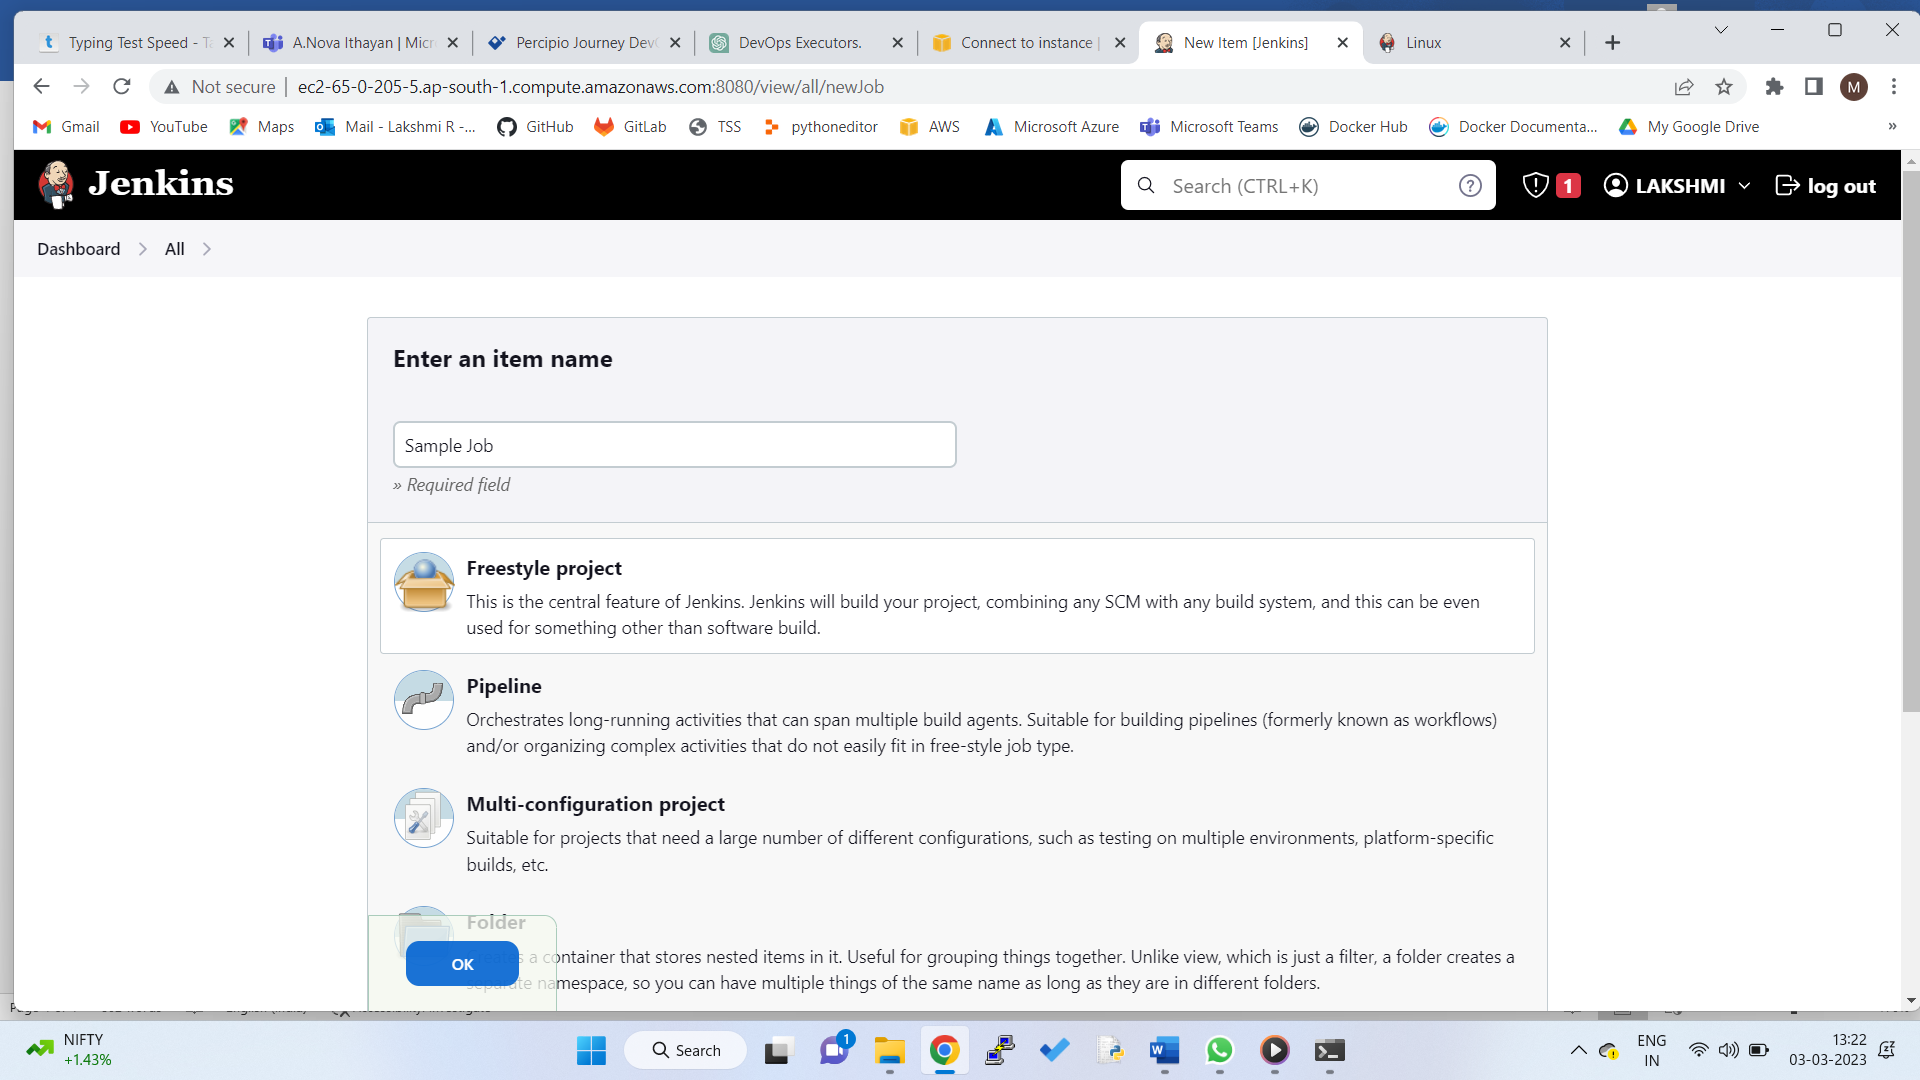 Typing Test Speed - Ta
A.Nova Ithayan | Micr
Percipio Journey DevO
DevOps Executors.
Connect to instance |
New Item [Jenkins]
Linux
Not secure
ec2-65-0-205-5.ap-south-1.compute.amazonaws.com:8080/view/all/newJob
M
Gmail
YouTube
Maps
Mail - Lakshmi R -...
GitHub
GitLab
TSS
pythoneditor
AWS
Microsoft Azure
Microsoft Teams
Docker Hub
Docker Documenta...
My Google Drive
»
Jenkins
Search (CTRL+K)
1
LAKSHMI
log out
Dashboard
All
Enter an item name
Sample Job
» Required field
Freestyle project
This is the central feature of Jenkins. Jenkins will build your project, combining any SCM with any build system, and this can be even
used for something other than software build.
Pipeline
Orchestrates long-running activities that can span multiple build agents. Suitable for building pipelines (formerly known as workflows)
and/or organizing complex activities that do not easily fit in free-style job type.
Multi-configuration project
Suitable for projects that need a large number of different configurations, such as testing on multiple environments, platform-specific
builds, etc.
Folder
a container that stores nested items in it. Useful for grouping things together. Unlike view, which is just a filter, a folder creates a
separate namespace, so you can have multiple things of the same name as long as they are in different folders.
OK
NIFTY
+1.43%
Search
1
ENG
IN
13:22
03-03-2023